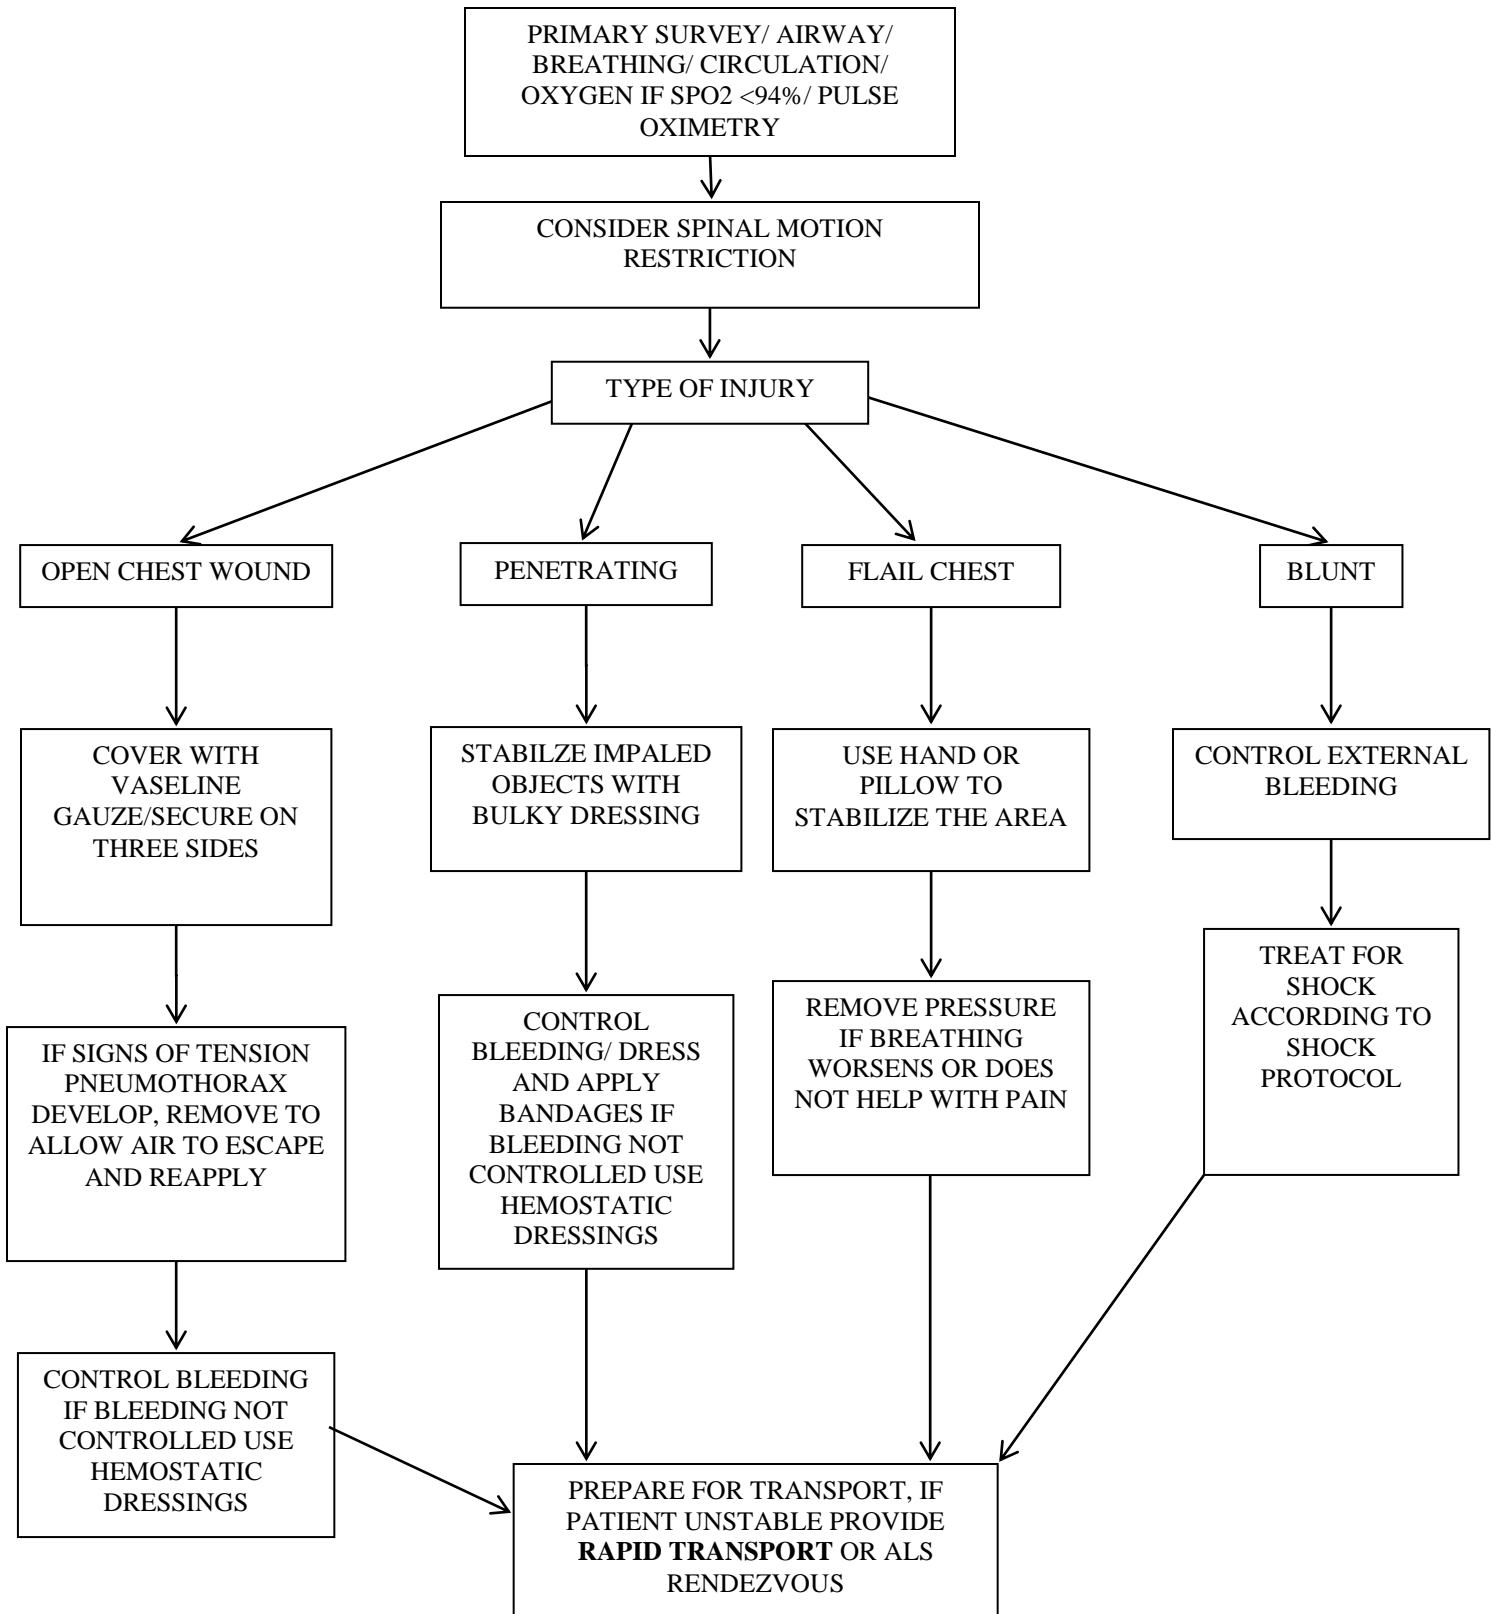 PRIMARY SURVEY/ AIRWAY/
BREATHING/ CIRCULATION/
OXYGEN IF SPO2 <94%/ PULSE
OXIMETRY
CONSIDER SPINAL MOTION
RESTRICTION
TYPE OF INJURY
OPEN CHEST WOUND
COVER WITH
VASELINE
GAUZE/SECURE ON
THREE SIDES
IF SIGNS OF TENSION
PNEUMOTHORAX
DEVELOP, REMOVE TO
ALLOW AIR TO ESCAPE
AND REAPPLY
CONTROL BLEEDING
IF BLEEDING NOT
CONTROLLED USE
HEMOSTATIC
DRESSINGS
PENETRATING
STABILZE IMPALED
OBJECTS WITH
BULKY DRESSING
CONTROL
BLEEDING/ DRESS
AND APPLY
BANDAGES IF
BLEEDING NOT
CONTROLLED USE
HEMOSTATIC
DRESSINGS
FLAIL CHEST
USE HAND OR
PILLOW TO
STABILIZE THE AREA
REMOVE PRESSURE
IF BREATHING
WORSENS OR DOES
NOT HELP WITH PAIN
BLUNT
CONTROL EXTERNAL
BLEEDING
TREAT FOR
SHOCK
ACCORDING TO
SHOCK
PROTOCOL
PREPARE FOR TRANSPORT, IF
PATIENT UNSTABLE PROVIDE
RAPID TRANSPORT OR ALS
RENDEZVOUS